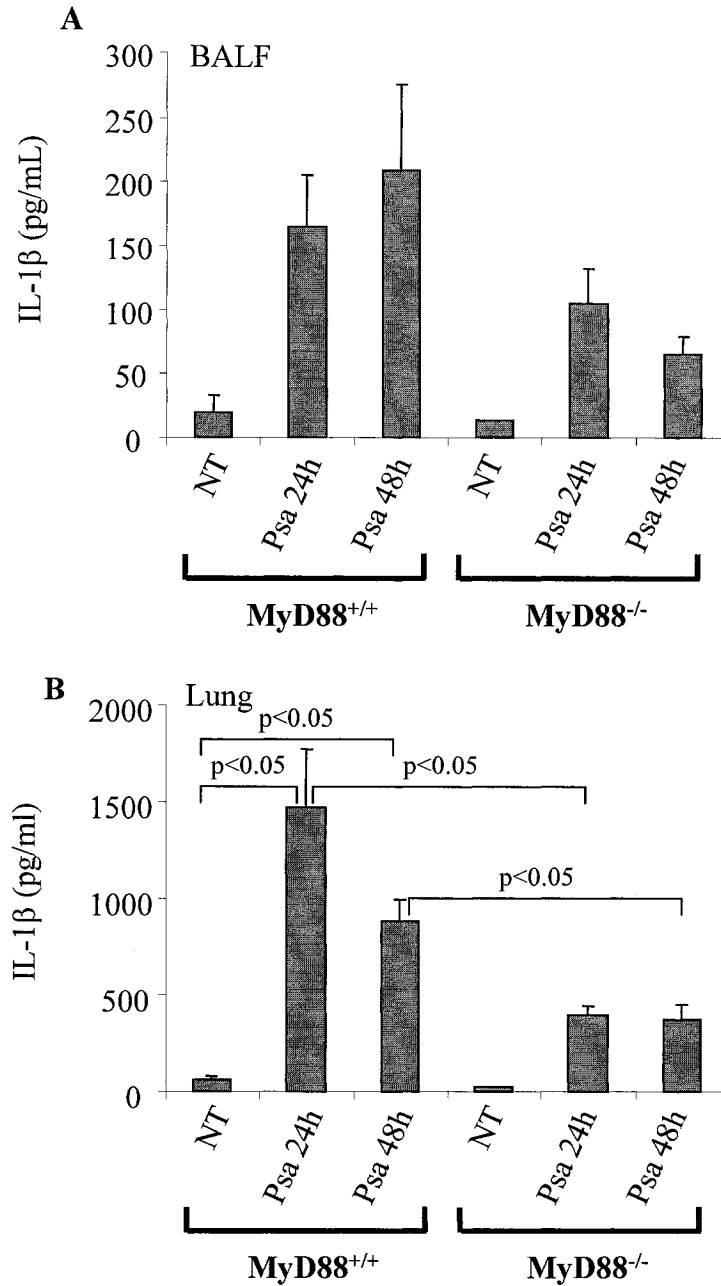 A
BALF
IL-1β (pg/mL)
300
250
200
150
100
50
0
NT
Psa 24h
Psa 48h
NT
Psa 24h
Psa 48h
MyD88+/+
MyD88-/-
B
Lung
IL-1β (pg/ml)
2000
1500
1000
500
0
p<0.05
p<0.05
p<0.05
p<0.05
NT
Psa 24h
Psa 48h
NT
Psa 24h
Psa 48h
MyD88+/+
MyD88-/-